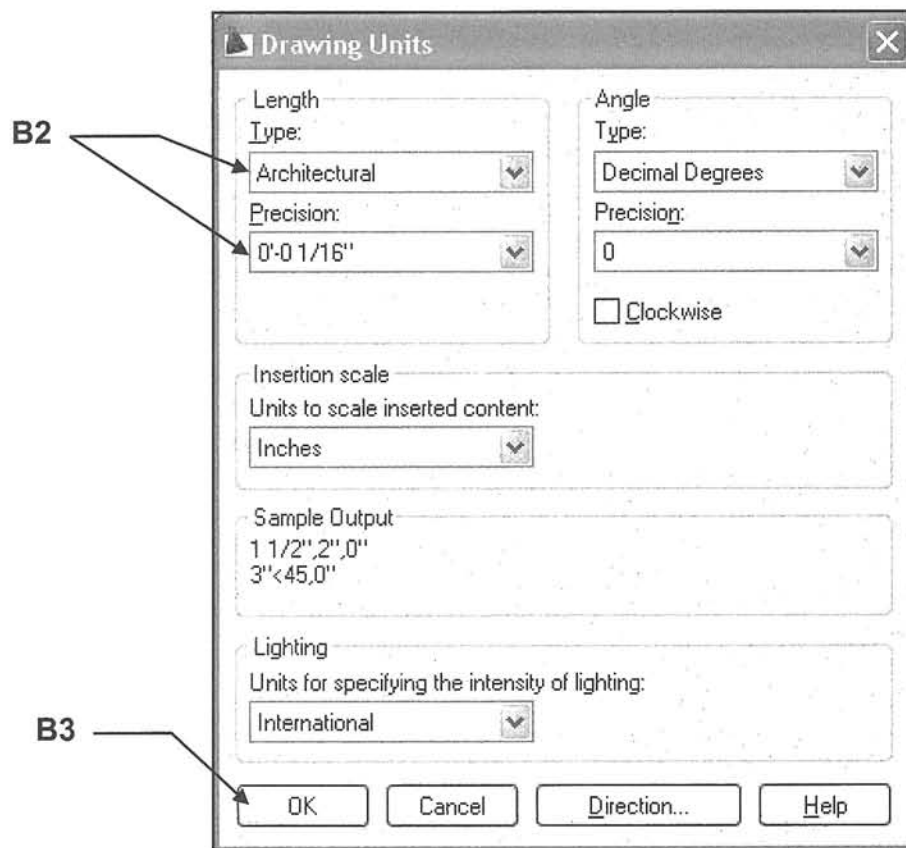 Drawing Units
Length
Type:
Architectural
Precision:
0'-0 1/16"
Angle
Type:
Decimal Degrees
Precision:
0
Clockwise
B2
Insertion scale
Units to scale inserted content:
Inches
Sample Output
1 1/2",2",0"
3"<45,0"
Lighting
Units for specifying the intensity of lighting:
International
B3
OK
Cancel
Direction...
Help